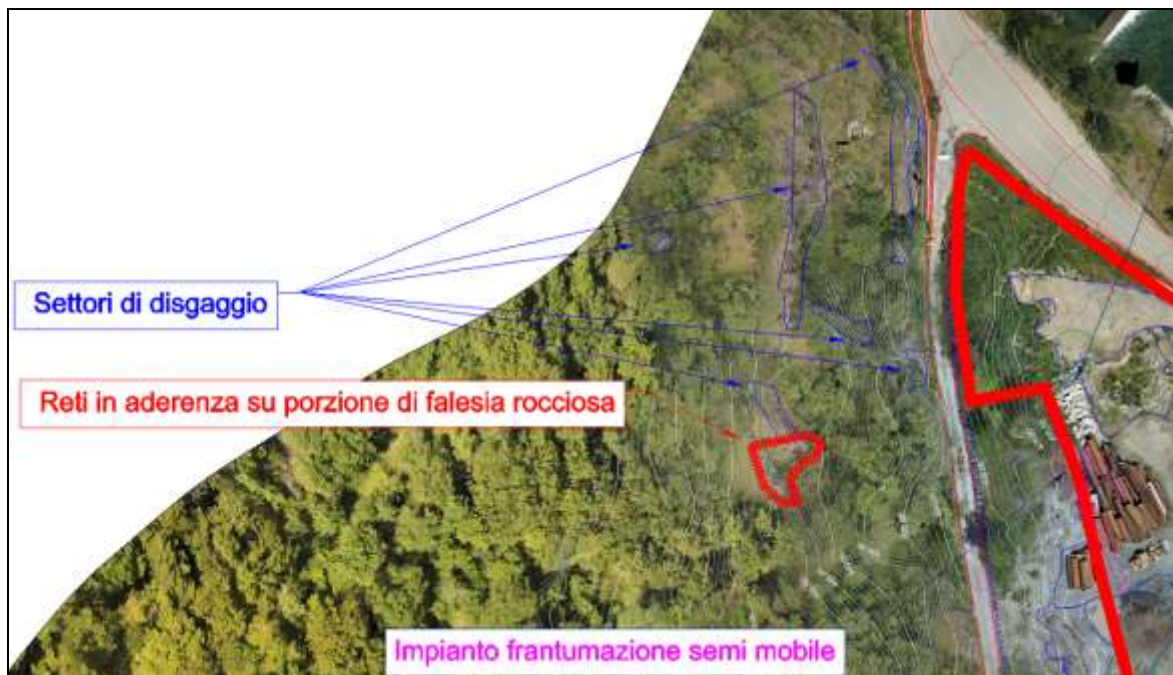 Settori di disgaggio
Reti in aderenza su porzione di falesia rocciosa
Impianto frantumazione semi mobile